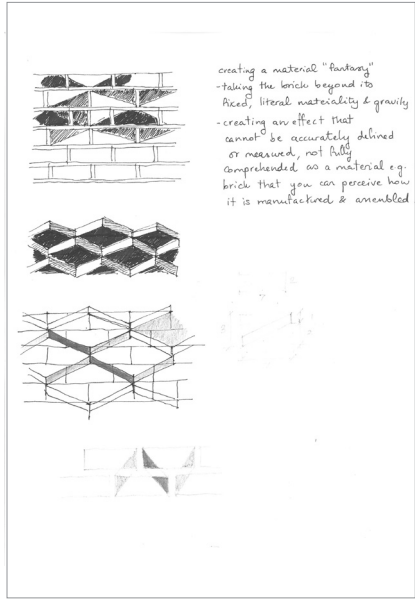 creating a material "fantasy"
- taking the brick beyond its
fixed, literal materiality & gravity
- creating an effect that
cannot be accurately defined
or measured, not fully
comprehended as a material e.g.
brick that you can perceive how
it is manufactured & assembled